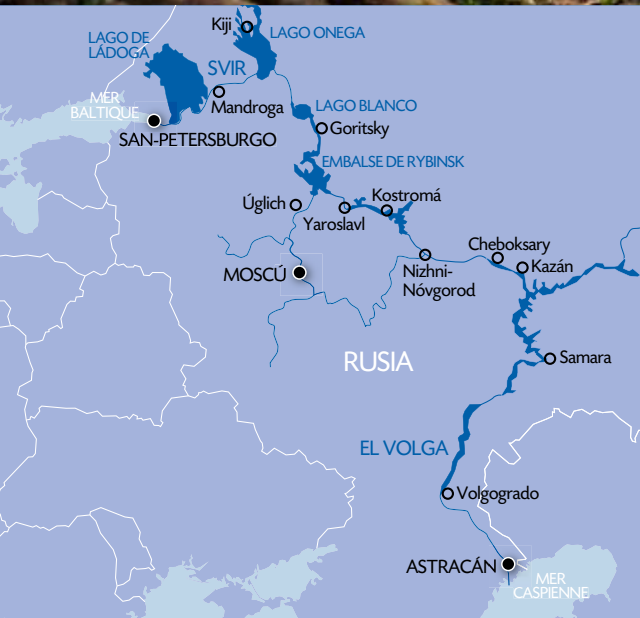 Kiji
LAGO ONEGA
LAGO DE
LÁDOGA
SVIR
Mandroga
MER
BALTIQUE
SAN-PETERSBURGO
LAGO BLANCO
Goritsky
EMBALSE DE RYBINSK
Úglich
Yaroslavl
Kostromá
Nizhni-
Nóvgorod
Cheboksary
Kazán
MOSCÚ
RUSIA
Samara
EL VOLGA
Volgogrado
ASTRACÁN
MER
CASPIENNE